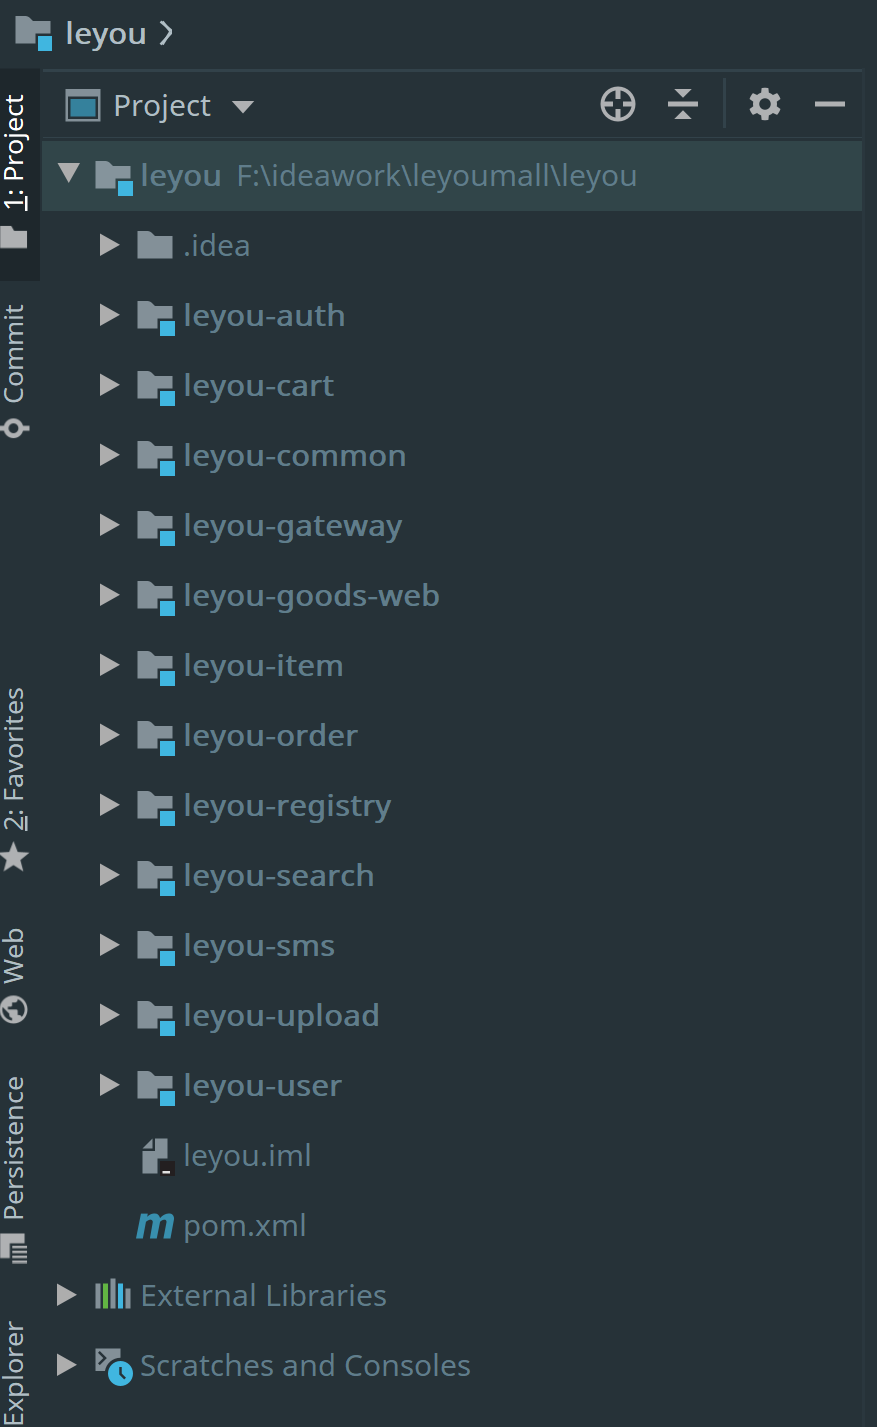 leyou
Project
leyou F:\ideawork\leyoumall\leyou
.idea
leyou-auth
leyou-cart
leyou-common
leyou-gateway
leyou-goods-web
leyou-item
leyou-order
leyou-registry
leyou-search
leyou-sms
leyou-upload
leyou-user
leyou.iml
m pom.xml
External Libraries
Scratches and Consoles
1: Project
Commit
2: Favorites
Web
Persistence
Explorer